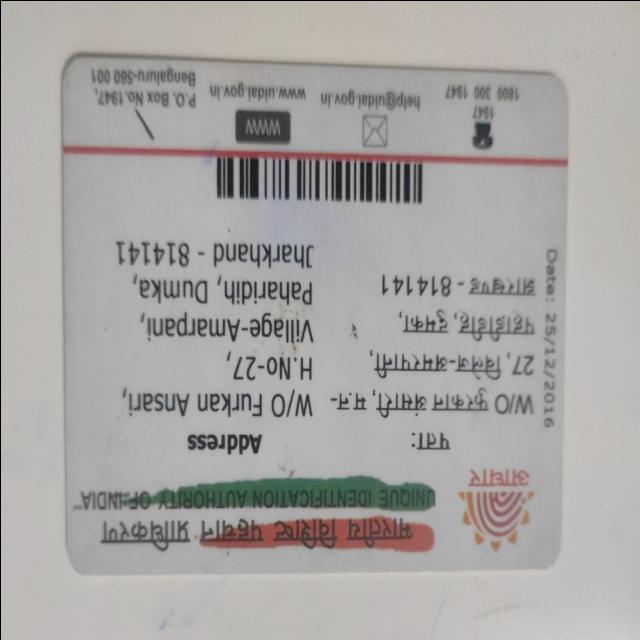 भारतीय विशिष्ट पहचान प्राधिकरण
UNIQUE IDENTIFICATION AUTHORITY OF INDIA
आधार
पता:
W/O फुरकान अंसारी, म.न.-
27, विलेज-अमरपानी,
पहाड़ीडीह, दुमका,
झारखण्ड - 814141
Address
W/O Furkan Ansari,
H.No-27,
Village-Amarpani,
Paharidih, Dumka,
Jharkhand - 814141
Date: 25/12/2016
1947
1800 300 1947
help@uidai.gov.in
WWW
www.uidai.gov.in
P.O. Box No.1947,
Bengaluru-560 001